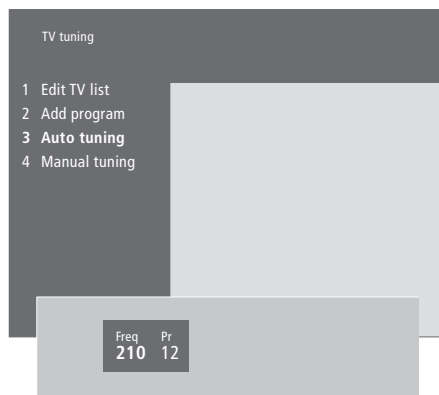 TV tuning
1 Edit TV list
2 Add program
3 Auto tuning
4 Manual tuning
Freq Pr
210 12